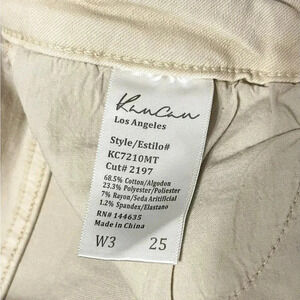 KanCan
Los Angeles
Style/Estilo#
KC7210MT
Cut# 2197
68.5% Cotton/Algodon
23.3% Polyester/Poliester
7% Rayon/Seda Artificial
1.2% Spandex/Elastano
RN# 144635
Made in China
W3 25